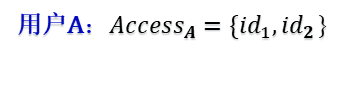 用户A：Access_A = {id_1, id_2}